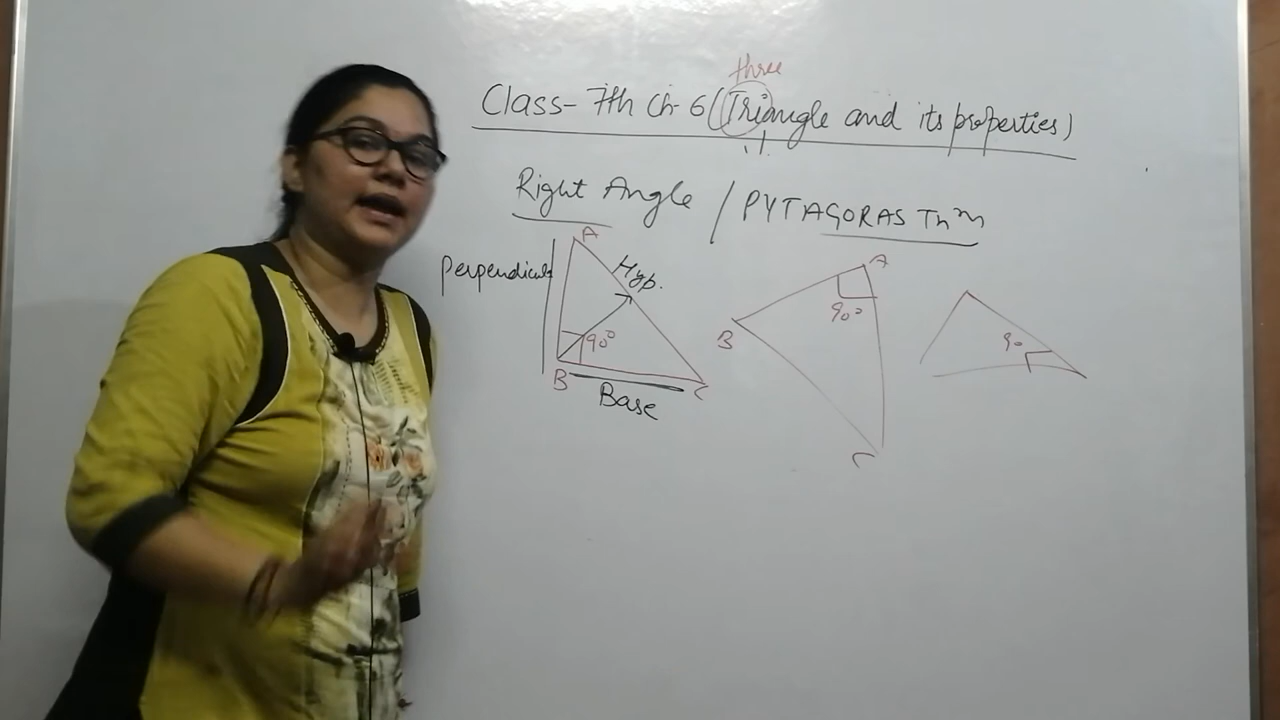 three
Class- 7th Ch- 6 (Triangle and its properties)
Right Angle / PYTAGORAS Thm
A
Perpendicular
Hyp.
90°
B
C
Base
A
90°
B
C
90